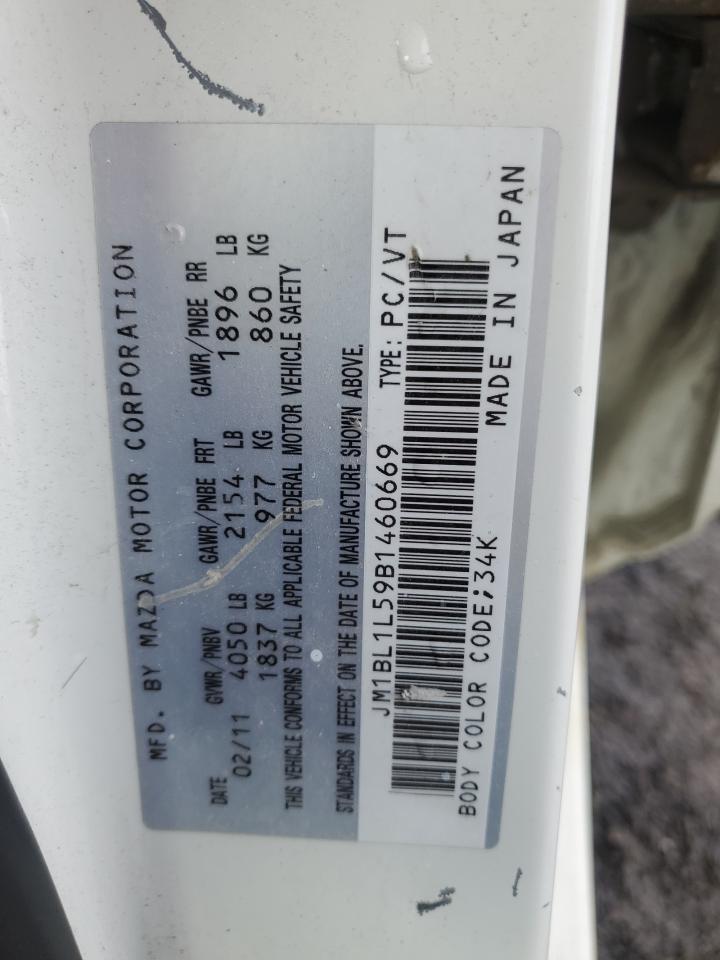 MFD. BY MAZDA MOTOR CORPORATION
DATE GVWR/PNBV GAWR/PNBE FRT GAWR/PNBE RR
02/11 4050 LB 2154 LB 1896 LB
1837 KG 977 KG 860 KG
THIS VEHICLE CONFORMS TO ALL APPLICABLE FEDERAL MOTOR VEHICLE SAFETY
STANDARDS IN EFFECT ON THE DATE OF MANUFACTURE SHOWN ABOVE.
JM1BL1L59B1460669 TYPE: PC/VT
BODY COLOR CODE;34K MADE IN JAPAN